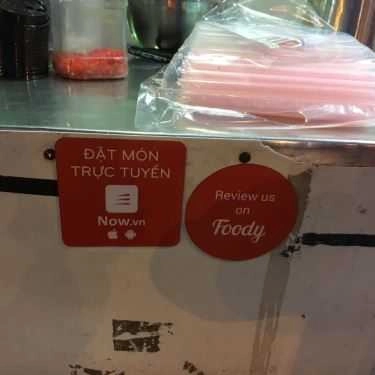 ĐẶT MÓN
TRỰC TUYẾN
Now.vn
Review us
on
Foody